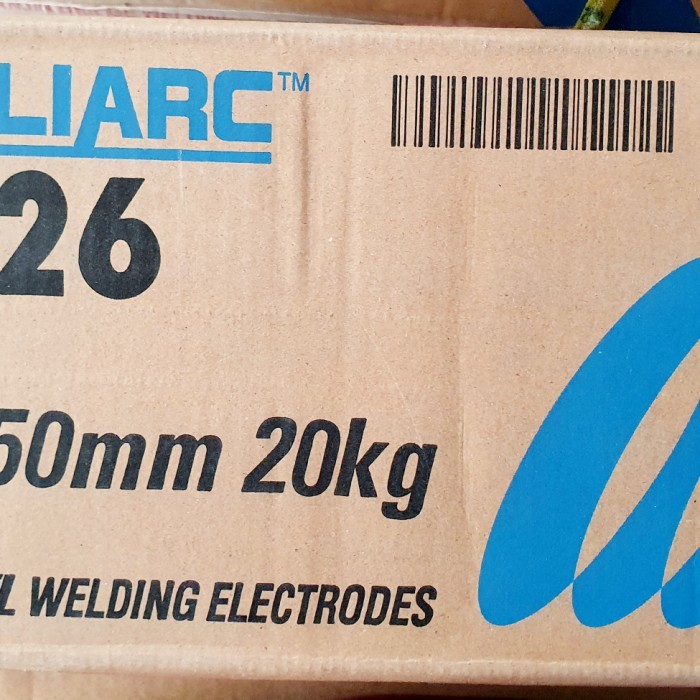 LIARC™
26
50mm 20kg
L WELDING ELECTRODES